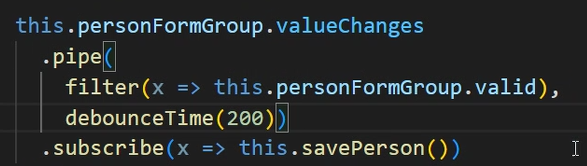 this.personFormGroup.valueChanges
.pipe(
filter(x => this.personFormGroup.valid),
debounceTime(200))
.subscribe(x => this.savePerson())